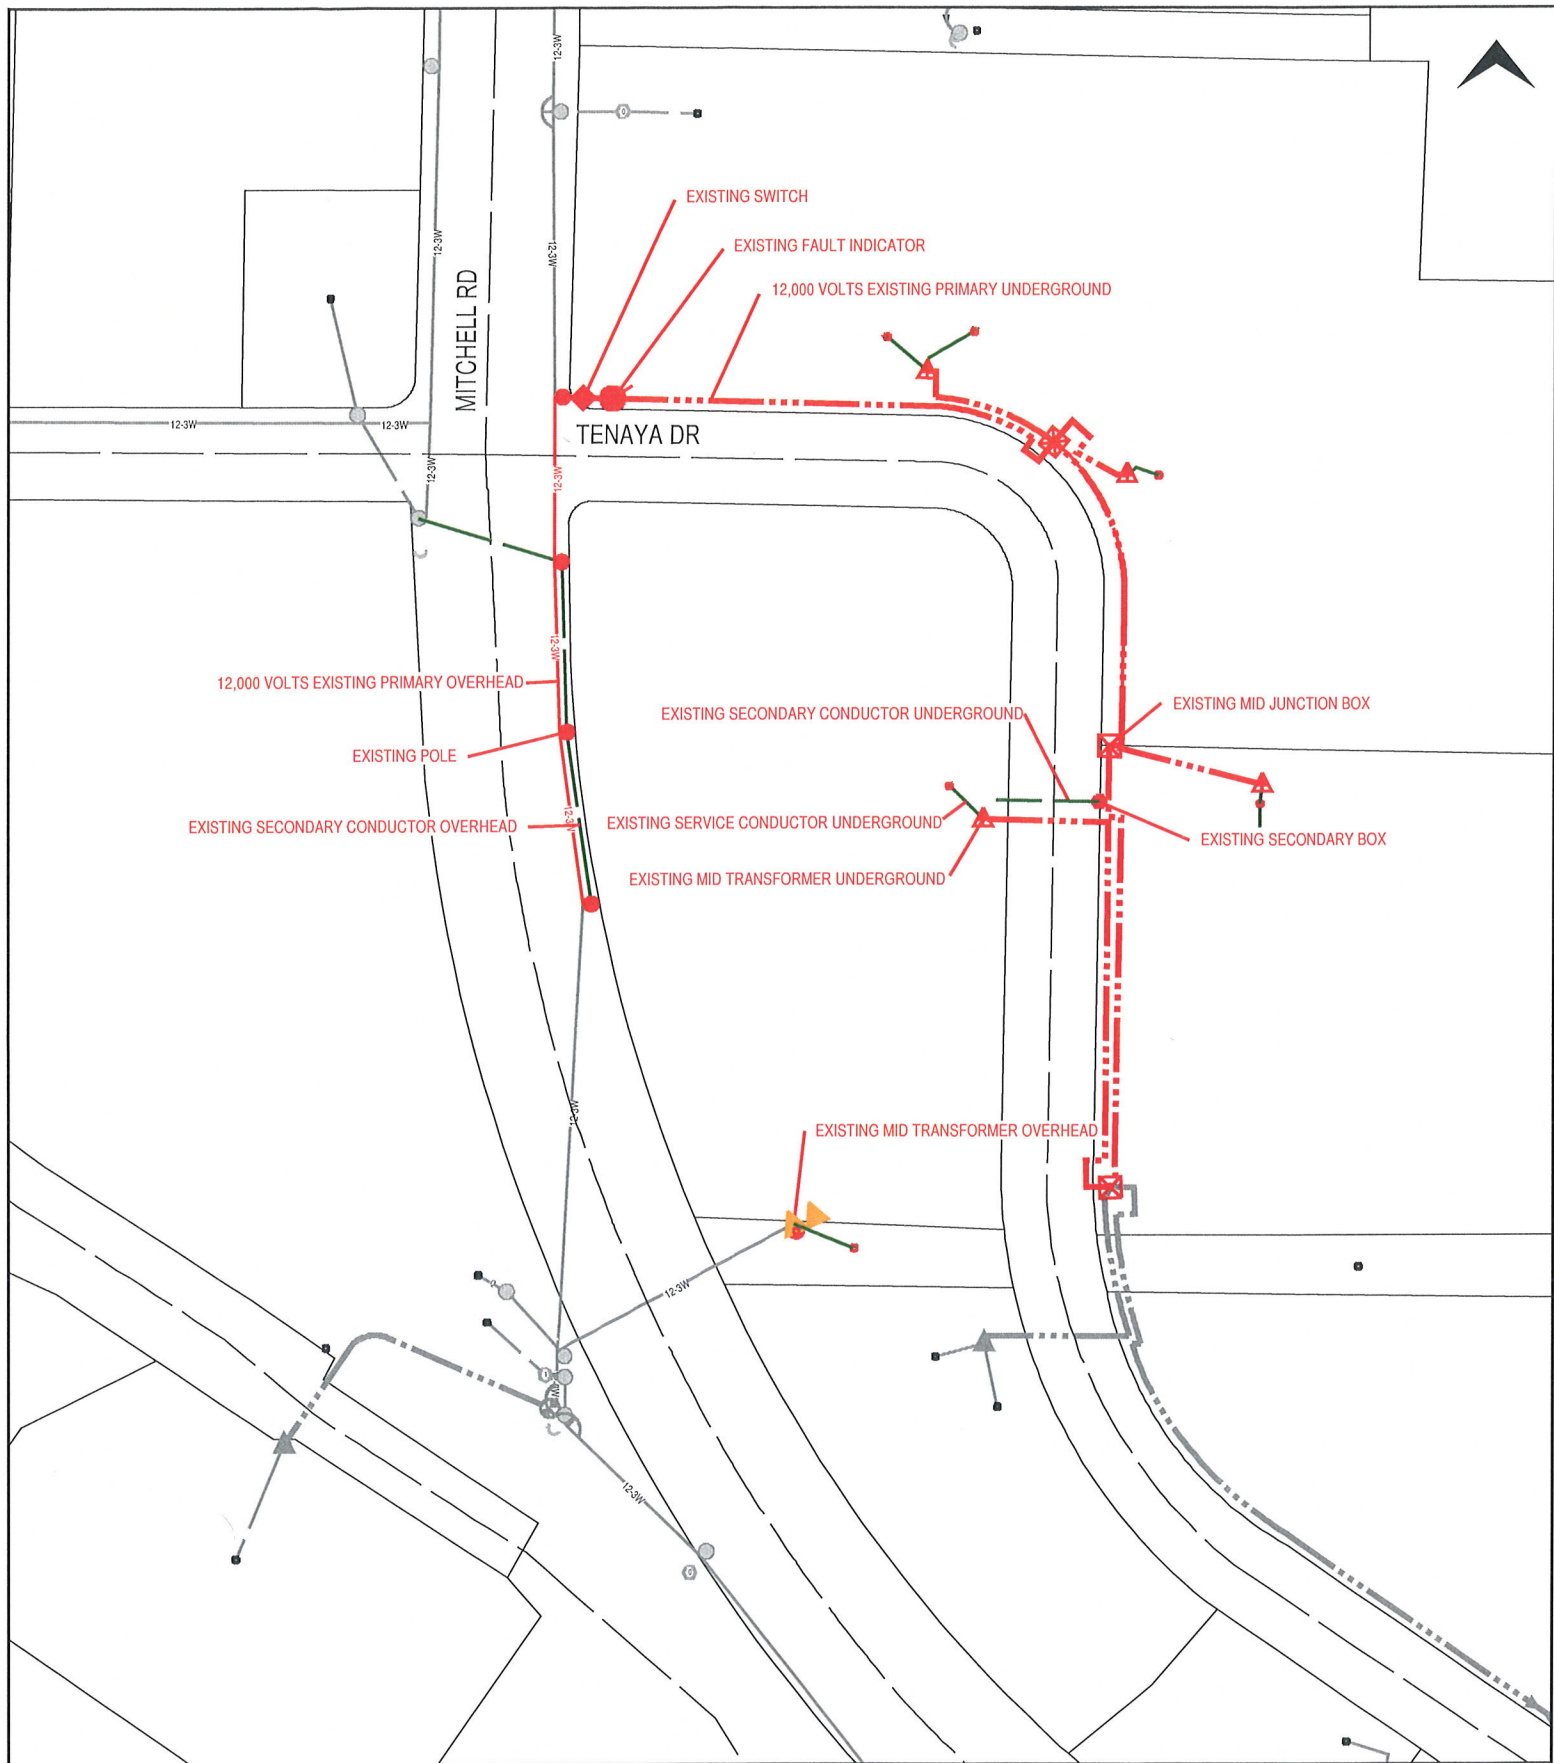 12-3W
EXISTING SWITCH
12-3W
12-3W
EXISTING FAULT INDICATOR
12,000 VOLTS EXISTING PRIMARY UNDERGROUND
MITCHELL RD
12-3W
12-3W
TENAYA DR
12-3W
12-3W
12-3W
12,000 VOLTS EXISTING PRIMARY OVERHEAD
EXISTING SECONDARY CONDUCTOR UNDERGROUND
EXISTING MID JUNCTION BOX
EXISTING POLE
EXISTING SECONDARY CONDUCTOR OVERHEAD
12-3W
EXISTING SERVICE CONDUCTOR UNDERGROUND
EXISTING SECONDARY BOX
EXISTING MID TRANSFORMER UNDERGROUND
12-3W
EXISTING MID TRANSFORMER OVERHEAD
12-3W
12-3W